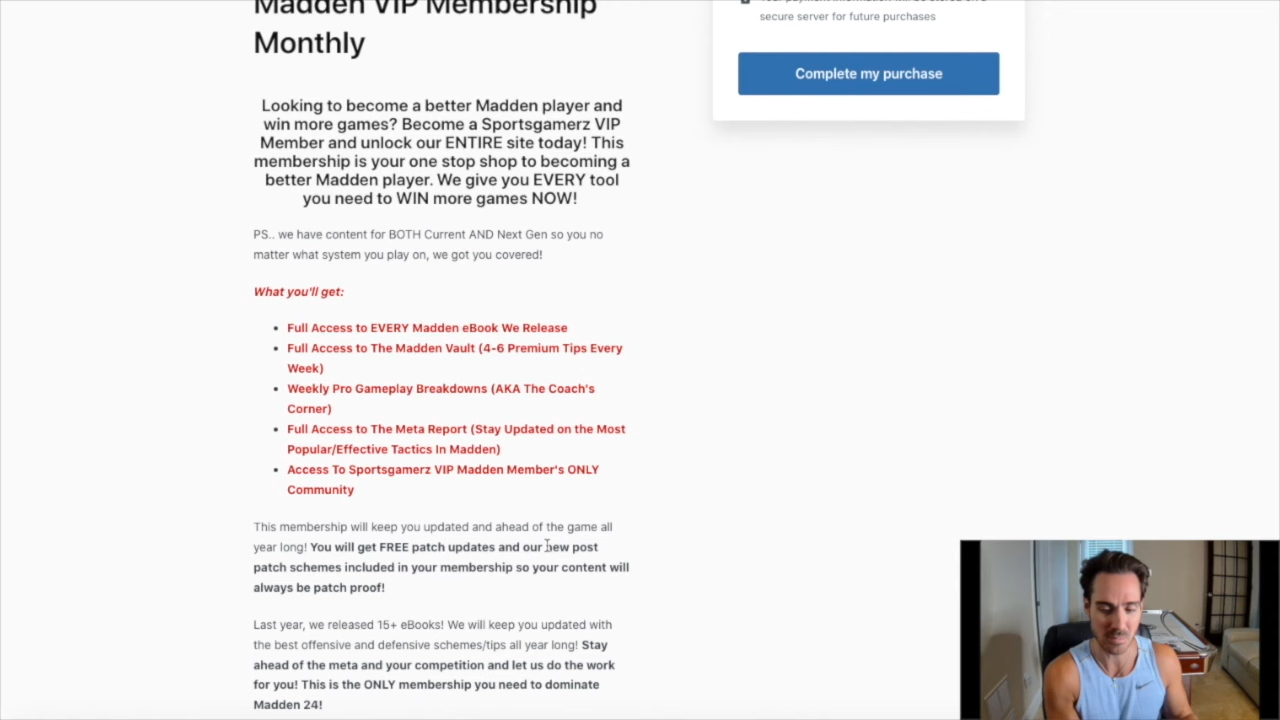 Madden VIP Membership
Monthly
Looking to become a better Madden player and
win more games? Become a Sportsgamerz VIP
Member and unlock our ENTIRE site today! This
membership is your one stop shop to becoming a
better Madden player. We give you EVERY tool
you need to WIN more games NOW!
PS.. we have content for BOTH Current AND Next Gen so you no
matter what system you play on, we got you covered!
What you'll get:
Full Access to EVERY Madden eBook We Release
Full Access to The Madden Vault (4-6 Premium Tips Every
Week)
Weekly Pro Gameplay Breakdowns (AKA The Coach's
Corner)
Full Access to The Meta Report (Stay Updated on the Most
Popular/Effective Tactics In Madden)
Access To Sportsgamerz VIP Madden Member's ONLY
Community
This membership will keep you updated and ahead of the game all
year long! You will get FREE patch updates and our new post
patch schemes included in your membership so your content will
always be patch proof!
Last year, we released 15+ eBooks! We will keep you updated with
the best offensive and defensive schemes/tips all year long! Stay
ahead of the meta and your competition and let us do the work
for you! This is the ONLY membership you need to dominate
Madden 24!
Your payment information will be stored on a
secure server for future purchases
Complete my purchase